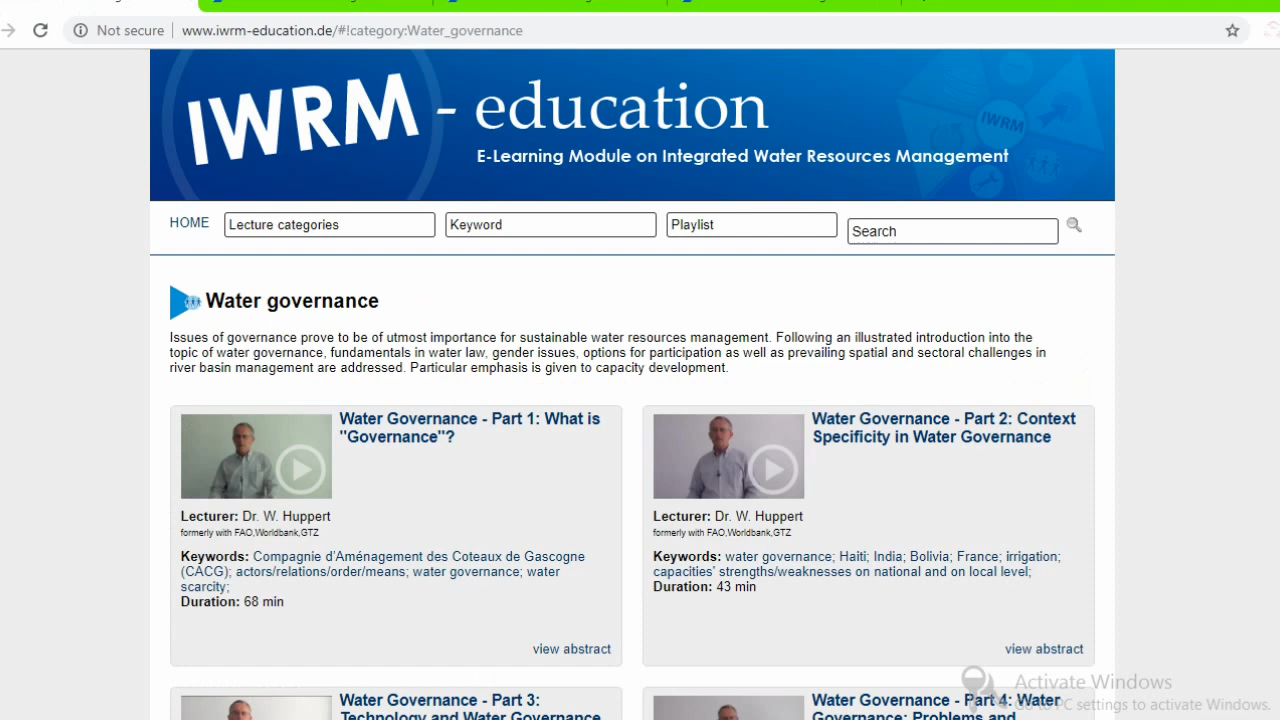 Not secure
www.iwrm-education.de/#!category:Water_governance
IWRM - education
E-Learning Module on Integrated Water Resources Management
IWRM
HOME
Lecture categories
Keyword
Playlist
Search
Water governance
Issues of governance prove to be of utmost importance for sustainable water resources management. Following an illustrated introduction into the
topic of water governance, fundamentals in water law, gender issues, options for participation as well as prevailing spatial and sectoral challenges in
river basin management are addressed. Particular emphasis is given to capacity development.
Water Governance - Part 1: What is
"Governance"?
Lecturer: Dr. W. Huppert
formerly with FAO,Worldbank,GTZ
Keywords: Compagnie d'Aménagement des Coteaux de Gascogne
(CACG); actors/relations/order/means; water governance; water
scarcity;
Duration: 68 min
view abstract
Water Governance - Part 2: Context
Specificity in Water Governance
Lecturer: Dr. W. Huppert
formerly with FAO,Worldbank,GTZ
Keywords: water governance; Haiti; India; Bolivia; France; irrigation;
capacities' strengths/weaknesses on national and on local level;
Duration: 43 min
view abstract
Water Governance - Part 3:
Technology and Water Governance
Water Governance - Part 4: Water
Governance: Problems and
Activate Windows
Go to PC settings to activate Windows.